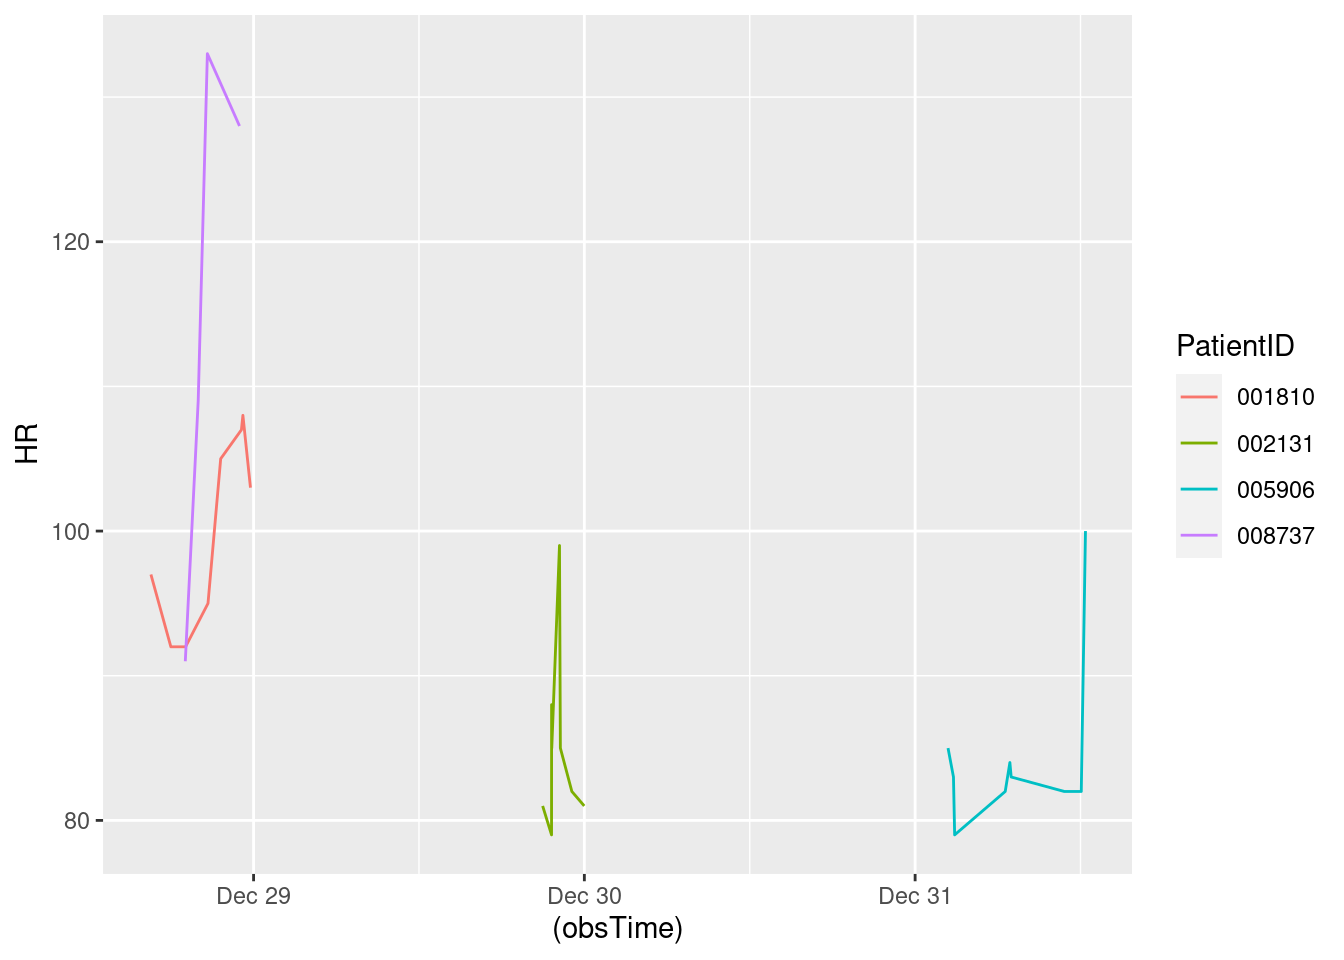 HR
120
100
80
Dec 29
Dec 30
Dec 31
(obsTime)
PatientID
001810
002131
005906
008737